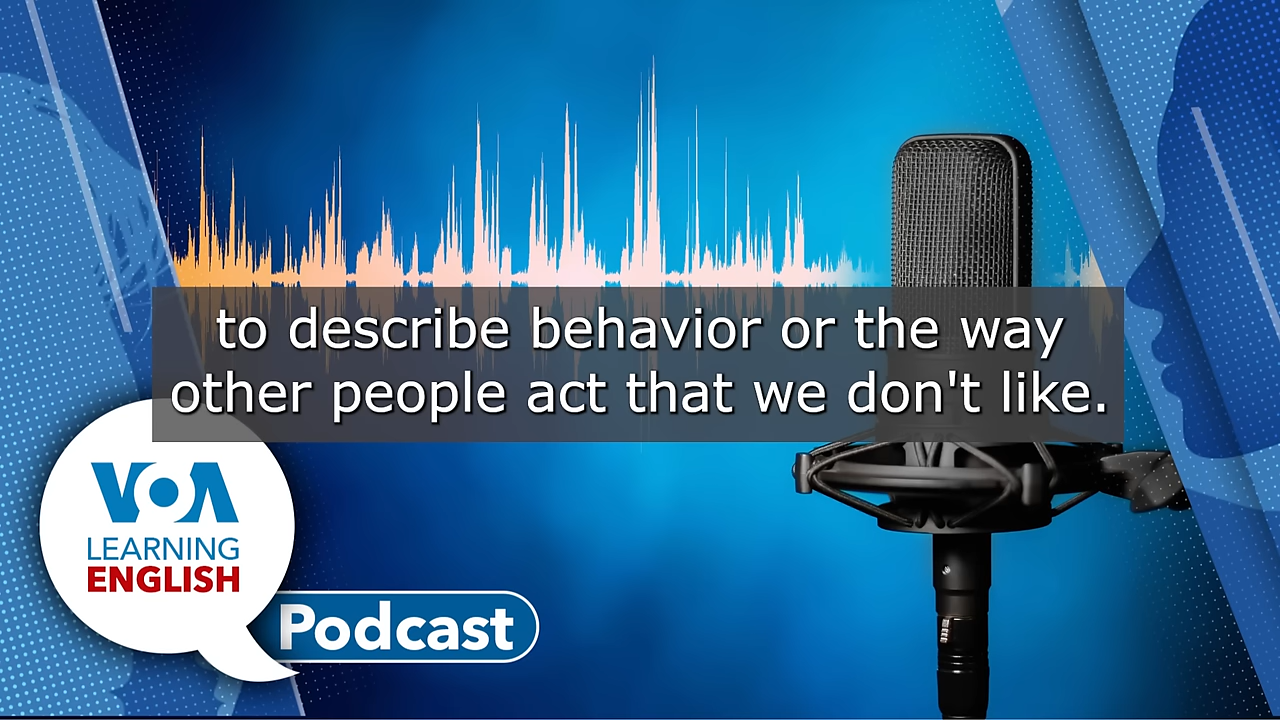 to describe behavior or the way
other people act that we don't like.
VOA
LEARNING
ENGLISH
Podcast